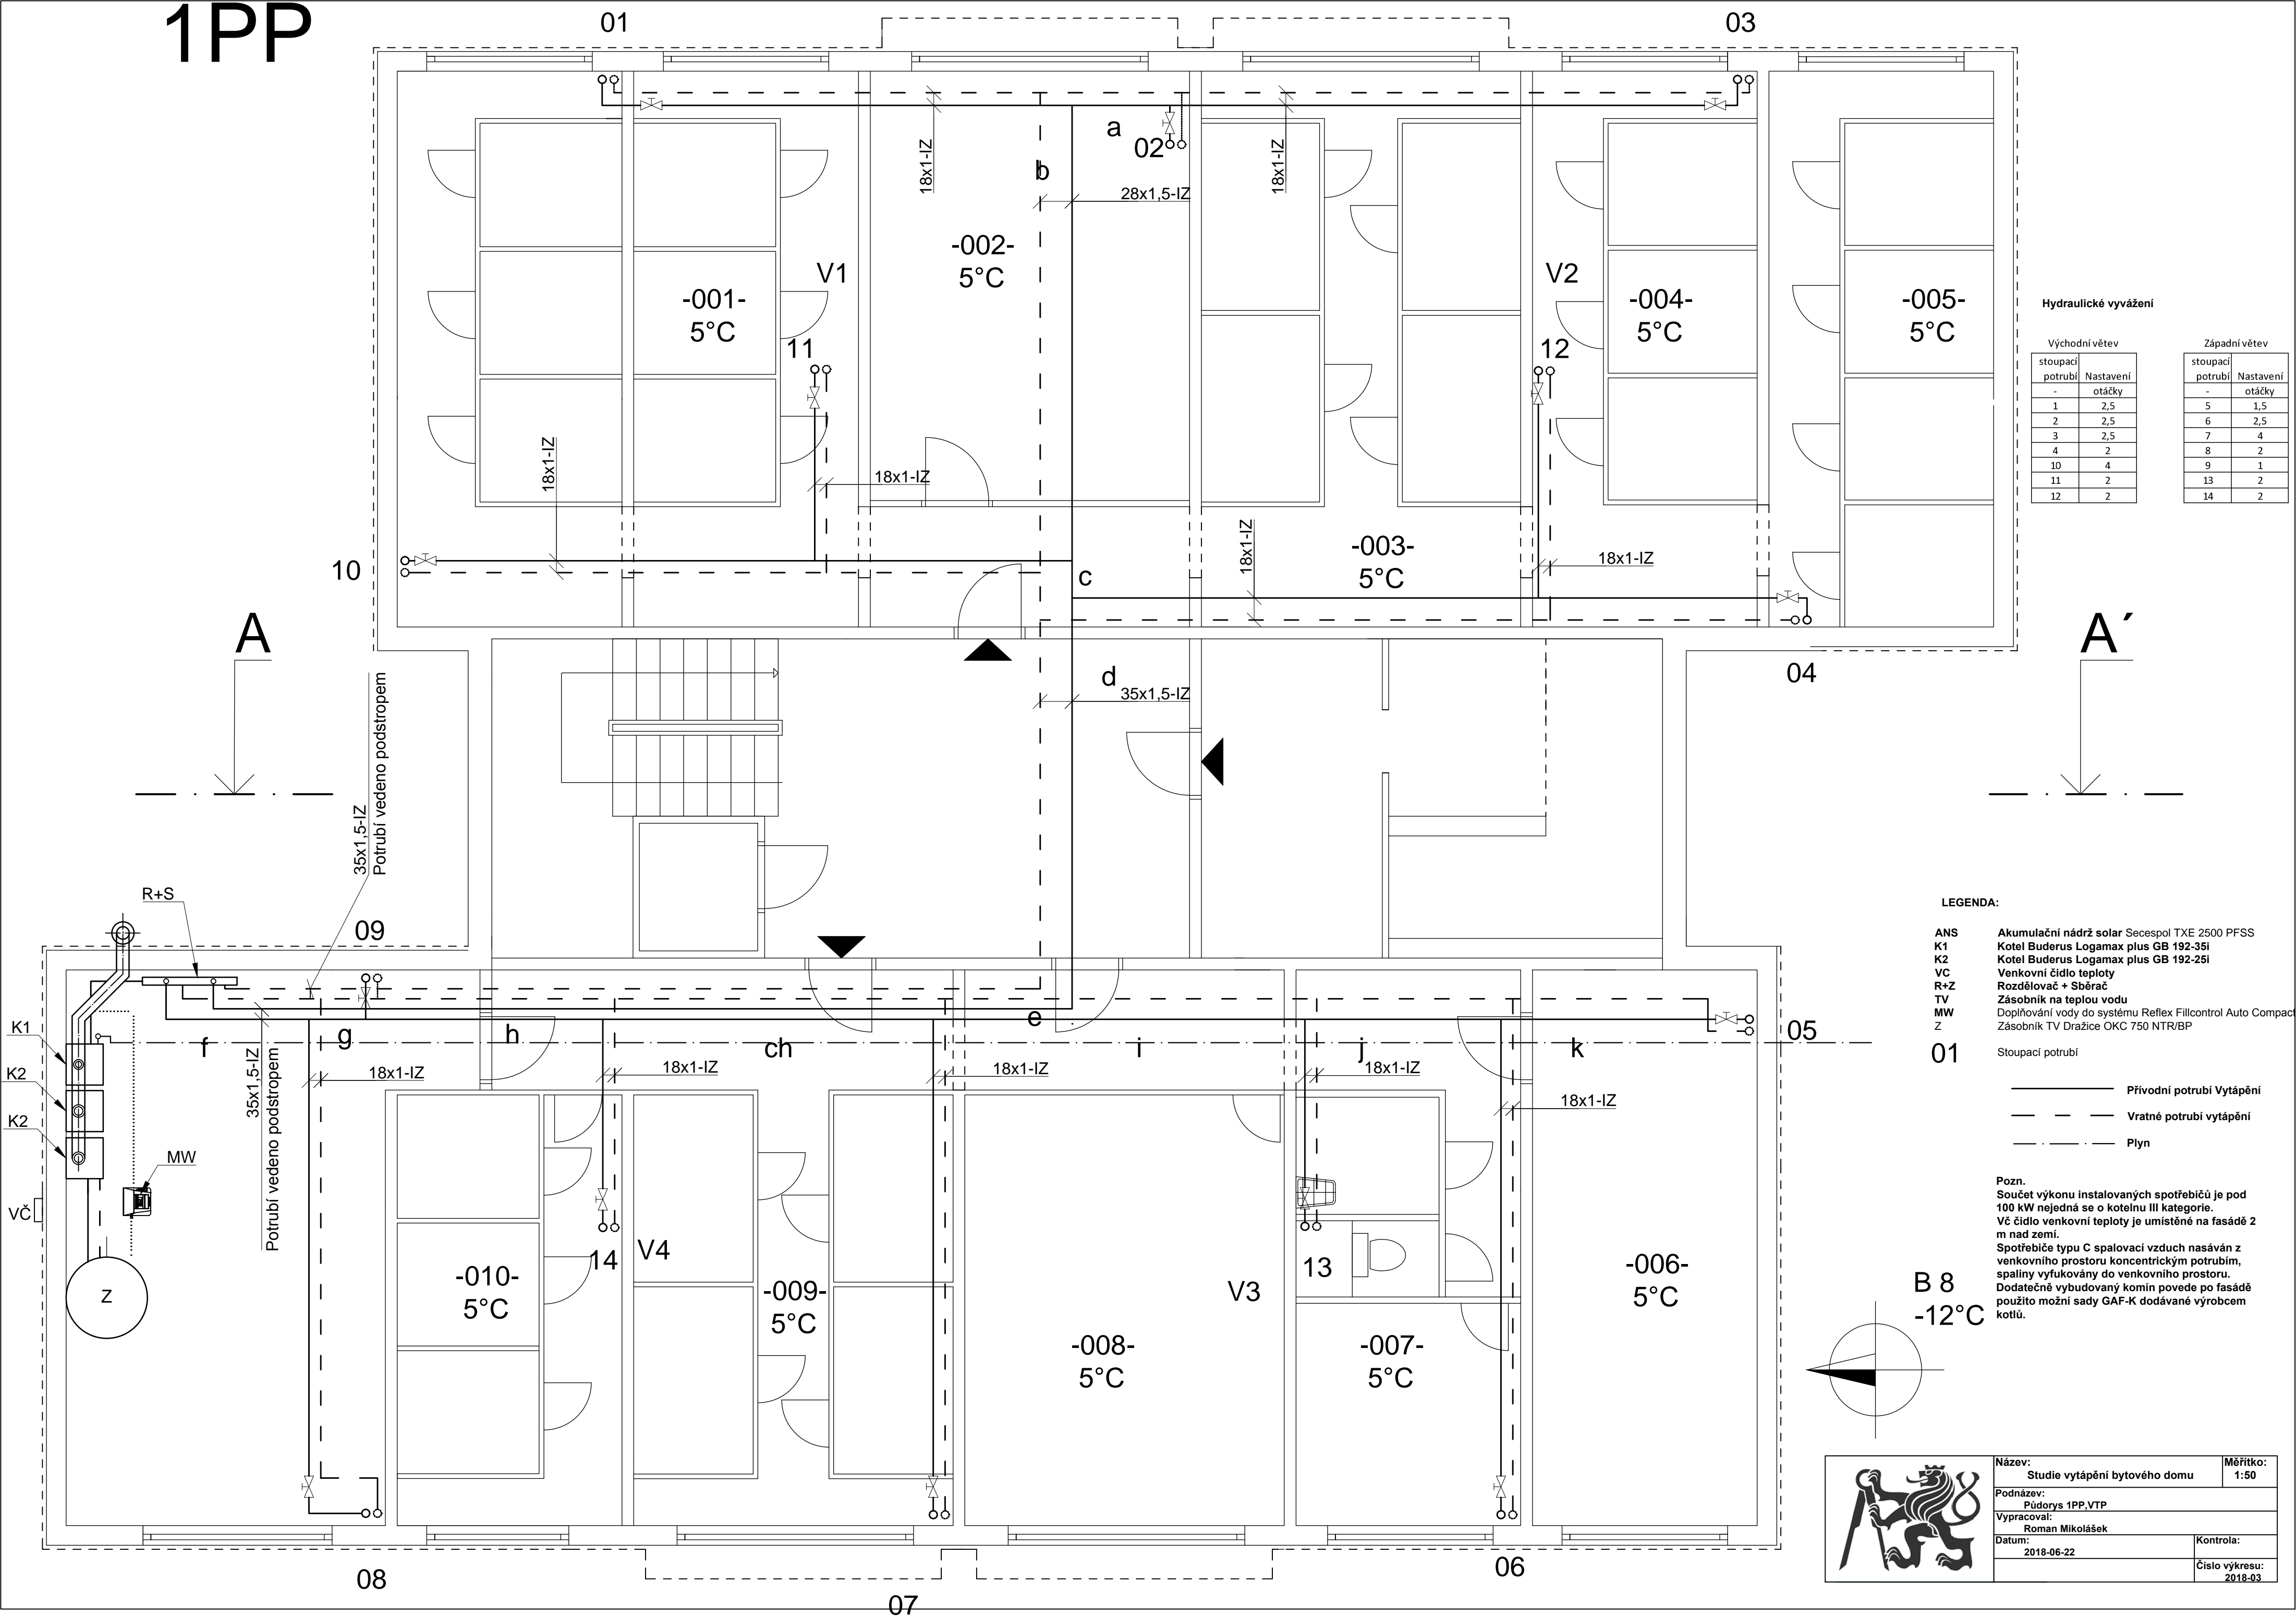 1PP
01
03
a
02
b
18x1-IZ
18x1-IZ
28x1,5-IZ
-002-
5°C
V1
V2
-001-
5°C
-004-
5°C
-005-
5°C
11
12
18x1-IZ
18x1-IZ
18x1-IZ
-003-
5°C
18x1-IZ
10
c
A
A´
04
d
35x1,5-IZ
35x1,5-IZ
Potrubí vedeno podstropem
Hydraulické vyvážení
Východní větev
stoupací
potrubí Nastavení
- otáčky
1 2,5
2 2,5
3 2,5
4 2
10 4
11 2
12 2
Západní větev
stoupací
potrubí Nastavení
- otáčky
5 1,5
6 2,5
7 4
8 2
9 1
13 2
14 2
R+S
09
K1
K2
K2
MW
VČ
Z
f
g
h
ch
e
i
j
k
05
35x1,5-IZ
Potrubí vedeno podstropem
18x1-IZ
18x1-IZ
18x1-IZ
18x1-IZ
18x1-IZ
14
V4
-010-
5°C
-009-
5°C
-008-
5°C
V3
13
-007-
5°C
-006-
5°C
08
07
06
LEGENDA:
ANS Akumulační nádrž solar Secespol TXE 2500 PFSS
K1 Kotel Buderus Logamax plus GB 192-35i
K2 Kotel Buderus Logamax plus GB 192-25i
VC Venkovní čidlo teploty
R+Z Rozdělovač + Sběrač
TV Zásobník na teplou vodu
MW Doplňování vody do systému Reflex Fillcontrol Auto Compact
Z Zásobník TV Dražice OKC 750 NTR/BP
01 Stoupací potrubí
Přívodní potrubí Vytápění
Vratné potrubí vytápění
Plyn
Pozn.
Součet výkonu instalovaných spotřebičů je pod
100 kW nejedná se o kotelnu III kategorie.
Vč čidlo venkovní teploty je umistěné na fasádě 2
m nad zemí.
Spotřebiče typu C spalovací vzduch nasáván z
venkovního prostoru koncentrickým potrubím,
spaliny vyfukovány do venkovního prostoru.
Dodatečně vybudovaný komín povede po fasádě
použito možní sady GAF-K dodávané výrobcem
kotlů.
B 8
-12°C
Název:
Studie vytápění bytového domu
Měřítko:
1:50
Podnázev:
Půdorys 1PP,VTP
Vypracoval:
Roman Mikolášek
Datum:
2018-06-22
Kontrola:
Číslo výkresu:
2018-03